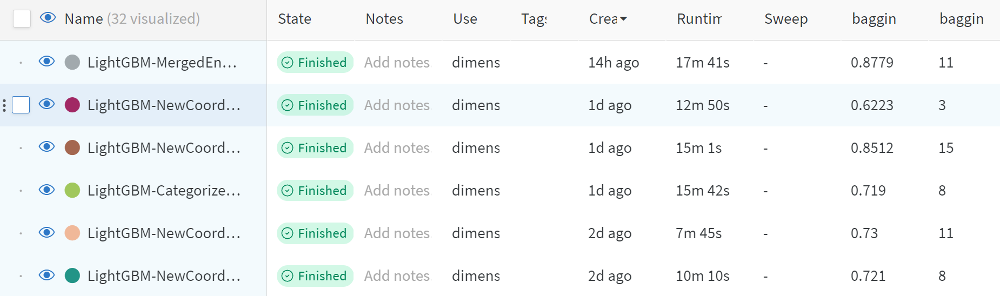 Name (32 visualized) State Notes Use Tags Crea Runtim Sweep baggin baggin
LightGBM-MergedEn... Finished Add notes. dimens 14h ago 17m 41s - 0.8779 11
LightGBM-NewCoord... Finished Add notes. dimens 1d ago 12m 50s - 0.6223 3
LightGBM-NewCoord... Finished Add notes. dimens 1d ago 15m 1s - 0.8512 15
LightGBM-Categorize... Finished Add notes. dimens 1d ago 15m 42s - 0.719 8
LightGBM-NewCoord... Finished Add notes. dimens 2d ago 7m 45s - 0.73 11
LightGBM-NewCoord... Finished Add notes. dimens 2d ago 10m 10s - 0.721 8